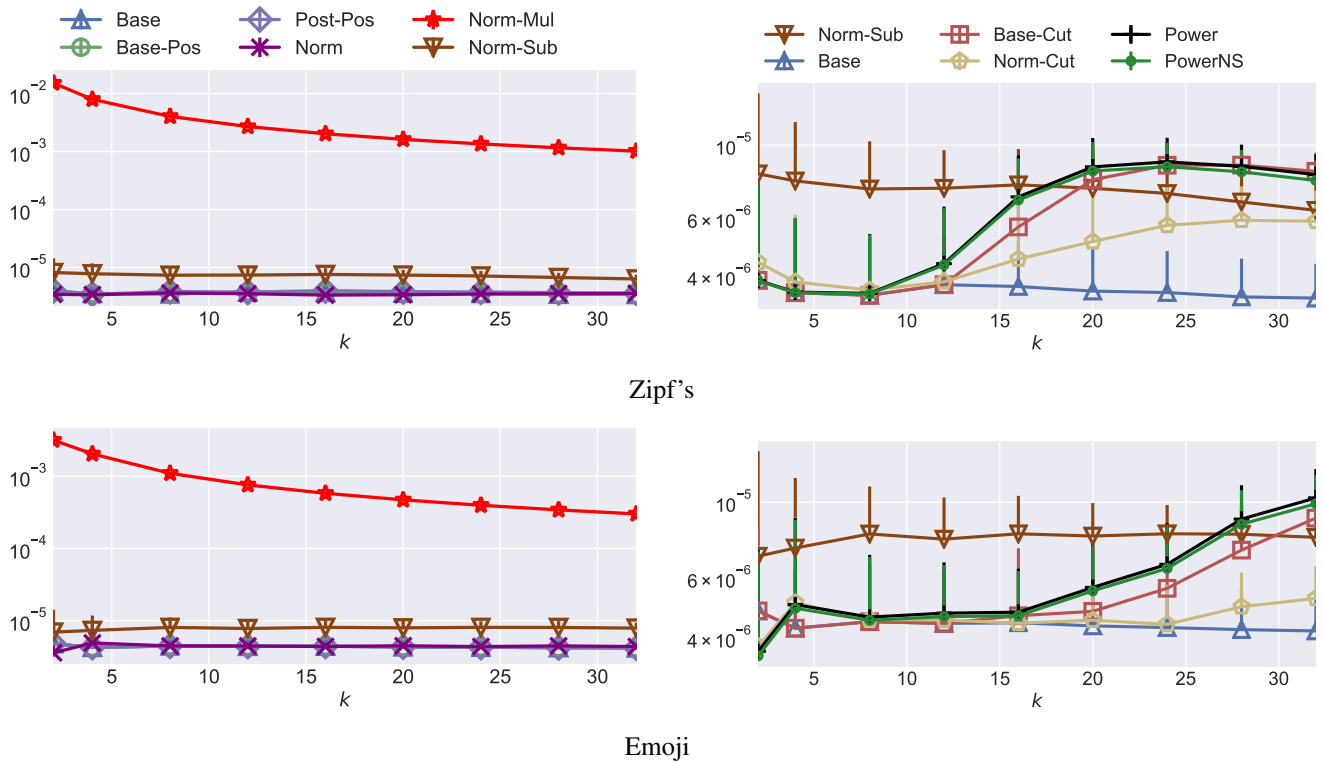 Base Post-Pos Norm-Mul
Base-Pos Norm Norm-Sub
10⁻²
10⁻³
10⁻⁴
10⁻⁵
5 10 15 20 25 30
k
Norm-Sub Base-Cut Power
Base Norm-Cut PowerNS
10⁻⁵
6 × 10⁻⁶
4 × 10⁻⁶
5 10 15 20 25 30
k
Zipf's
10⁻³
10⁻⁴
10⁻⁵
5 10 15 20 25 30
k
10⁻⁵
6 × 10⁻⁶
4 × 10⁻⁶
5 10 15 20 25 30
k
Emoji